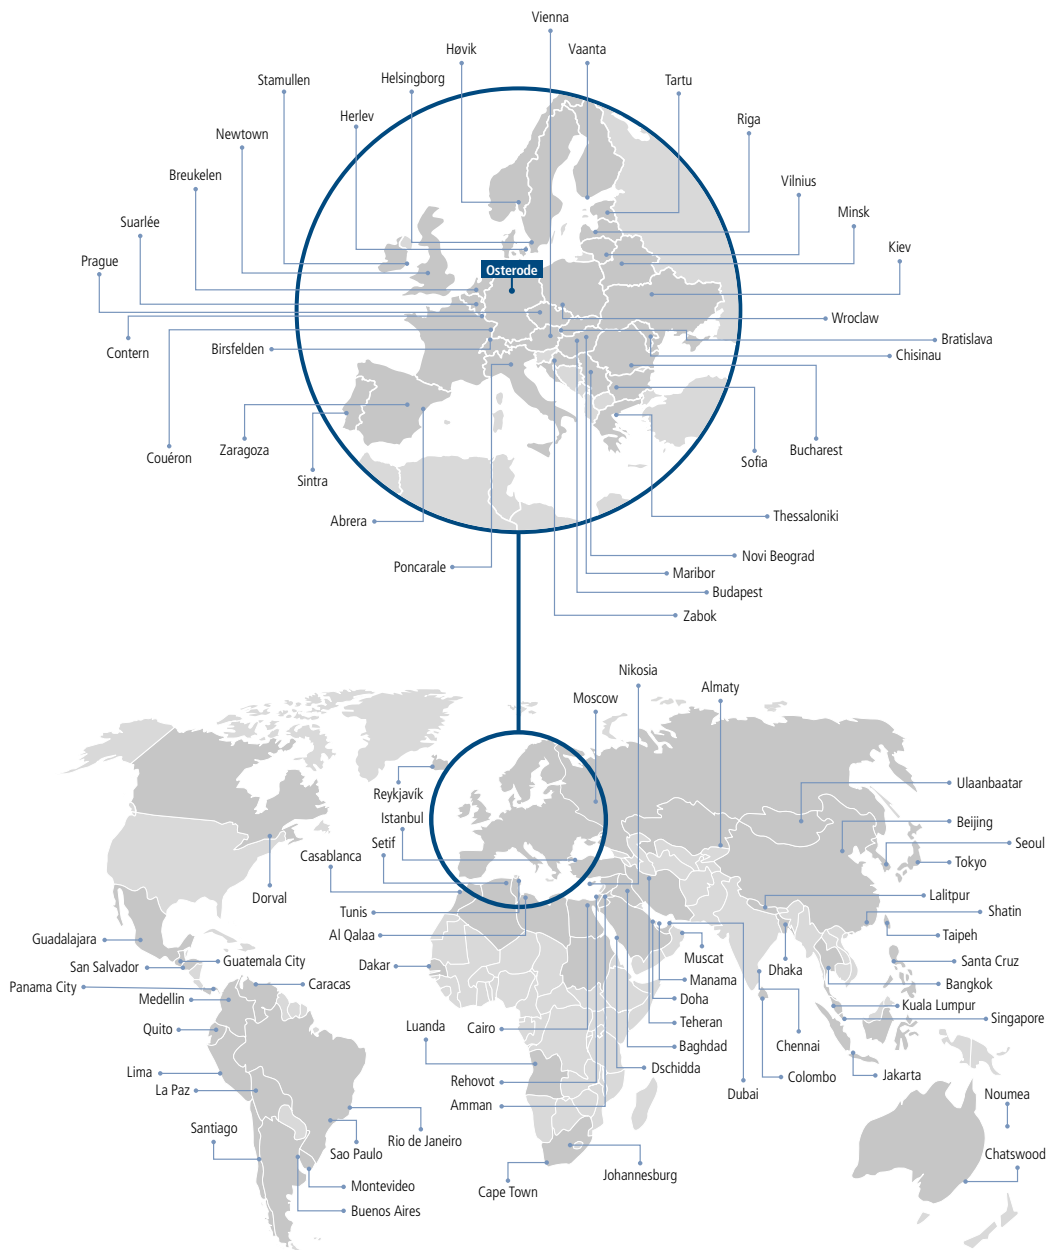 Vienna
Høvik
Vaanta
Stamullen
Helsingborg
Tartu
Herlev
Riga
Newtown
Breukelen
Vilnius
Suarlée
Minsk
Kiev
Prague
Osterode
Wroclaw
Contern
Birsfelden
Bratislava
Chisinau
Couéron
Zaragoza
Bucharest
Sofia
Sintra
Abrera
Thessaloniki
Novi Beograd
Poncarale
Maribor
Budapest
Zabok
Nikosia
Almaty
Moscow
Ulaanbaatar
Reykjavík
Istanbul
Beijing
Setif
Seoul
Casablanca
Tokyo
Dorval
Lalitpur
Tunis
Shatin
Al Qalaa
Taipeh
Guadalajara
Guatemala City
Muscat
Santa Cruz
San Salvador
Dakar
Dhaka
Manama
Bangkok
Panama City
Caracas
Medellin
Doha
Kuala Lumpur
Quito
Luanda
Cairo
Teheran
Singapore
Baghdad
Chennai
Lima
Dschidda
La Paz
Rehovot
Colombo
Jakarta
Dubai
Noumea
Amman
Santiago
Rio de Janeiro
Sao Paulo
Chatswood
Johannesburg
Montevideo
Cape Town
Buenos Aires